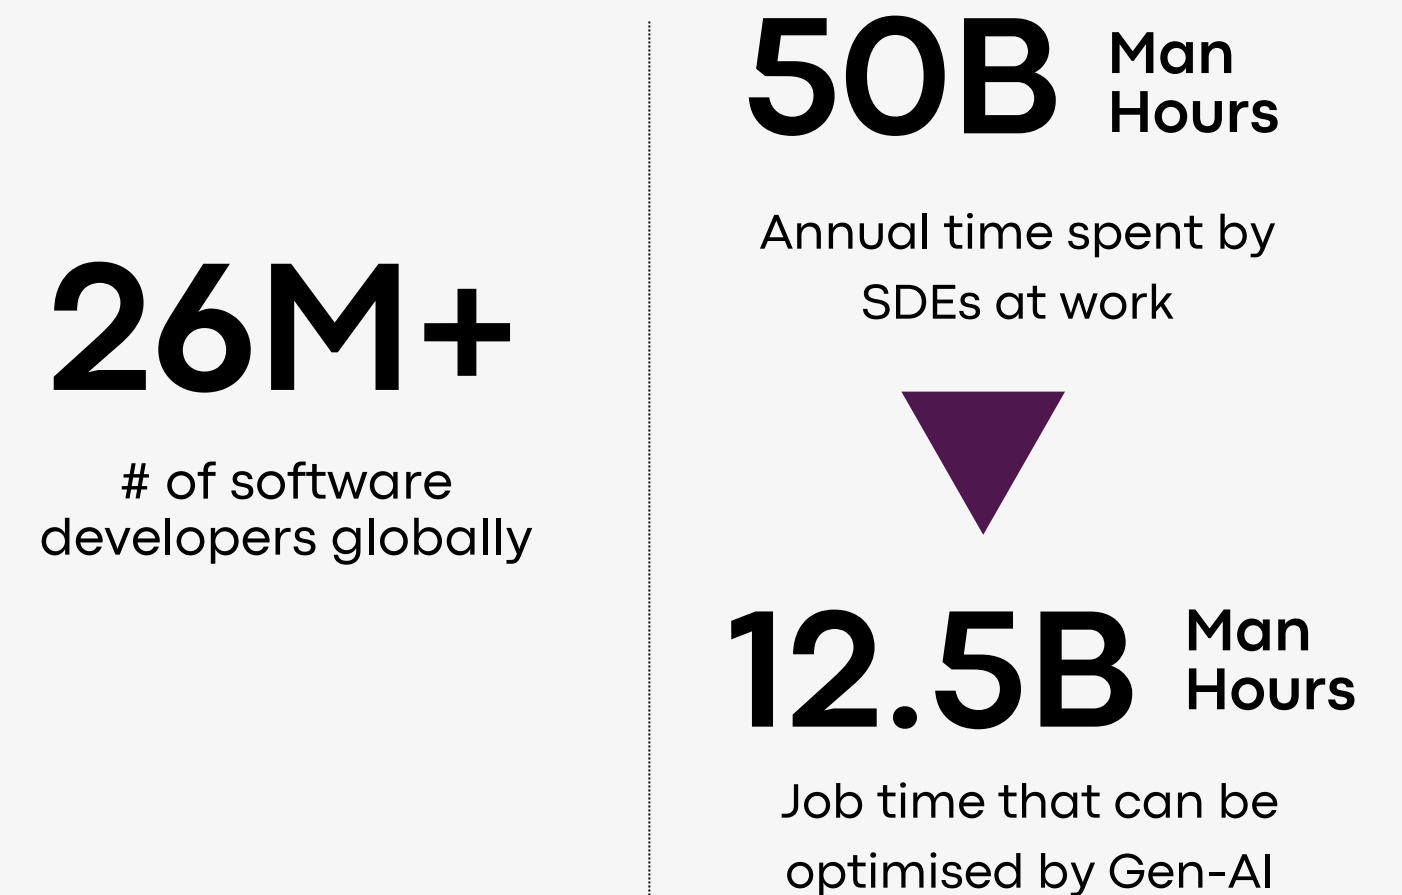 26M+
# of software
developers globally
50B Man
Hours
Annual time spent by
SDEs at work
12.5B Man
Hours
Job time that can be
optimised by Gen-AI